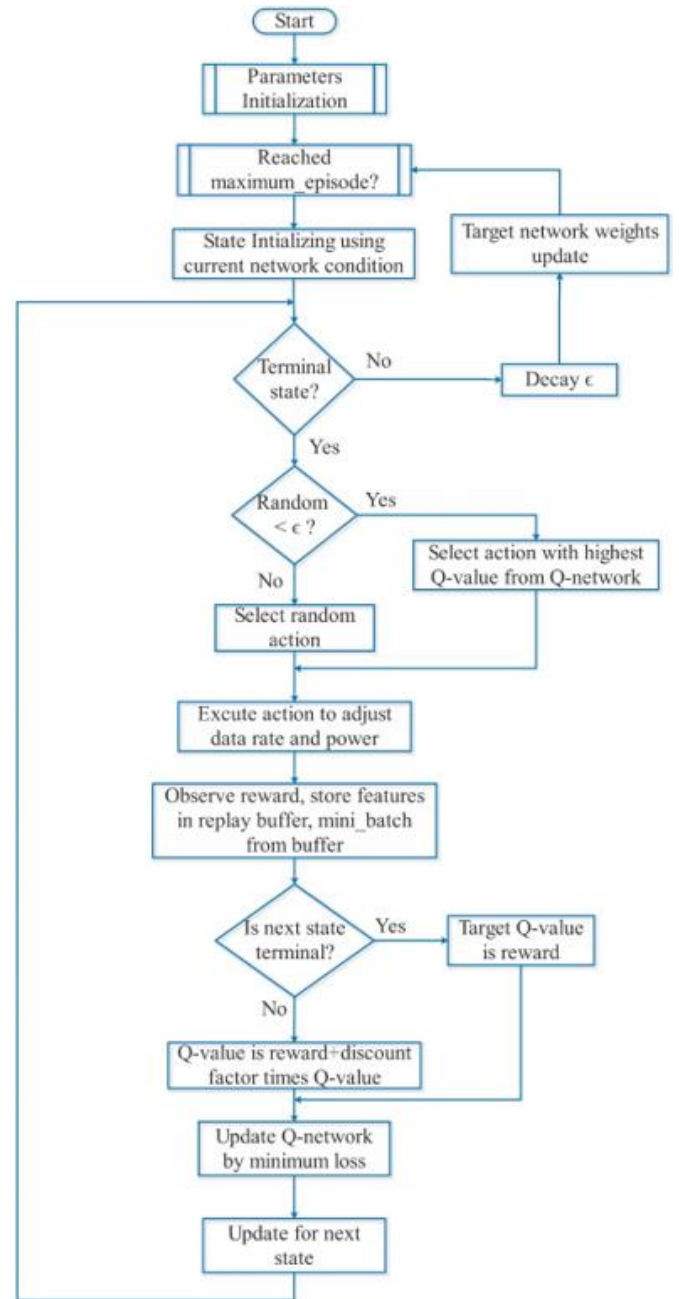 Start
Parameters
Initialization
Reached
maximum_episode?
State Intializing using
current network condition
Target network weights
update
Terminal
state?
No
Decay ϵ
Yes
Random
< ϵ ?
Yes
Select action with highest
Q-value from Q-network
No
Select random
action
Excute action to adjust
data rate and power
Observe reward, store features
in replay buffer, mini_batch
from buffer
Is next state
terminal?
Yes
Target Q-value
is reward
No
Q-value is reward+discount
factor times Q-value
Update Q-network
by minimum loss
Update for next
state